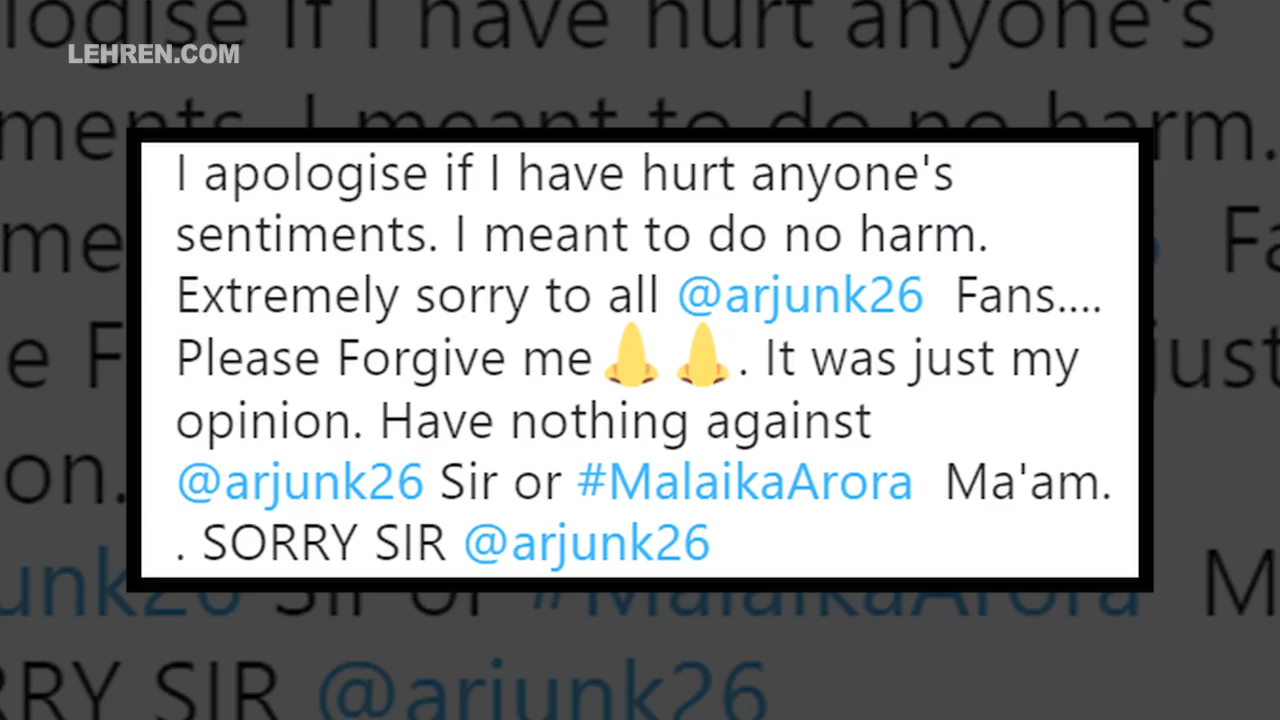 LEHREN.COM
I apologise if I have hurt anyone's
sentiments. I meant to do no harm.
Extremely sorry to all @arjunk26 Fans....
Please Forgive me🙏🙏. It was just my
opinion. Have nothing against
@arjunk26 Sir or #MalaikaArora Ma'am.
. SORRY SIR @arjunk26